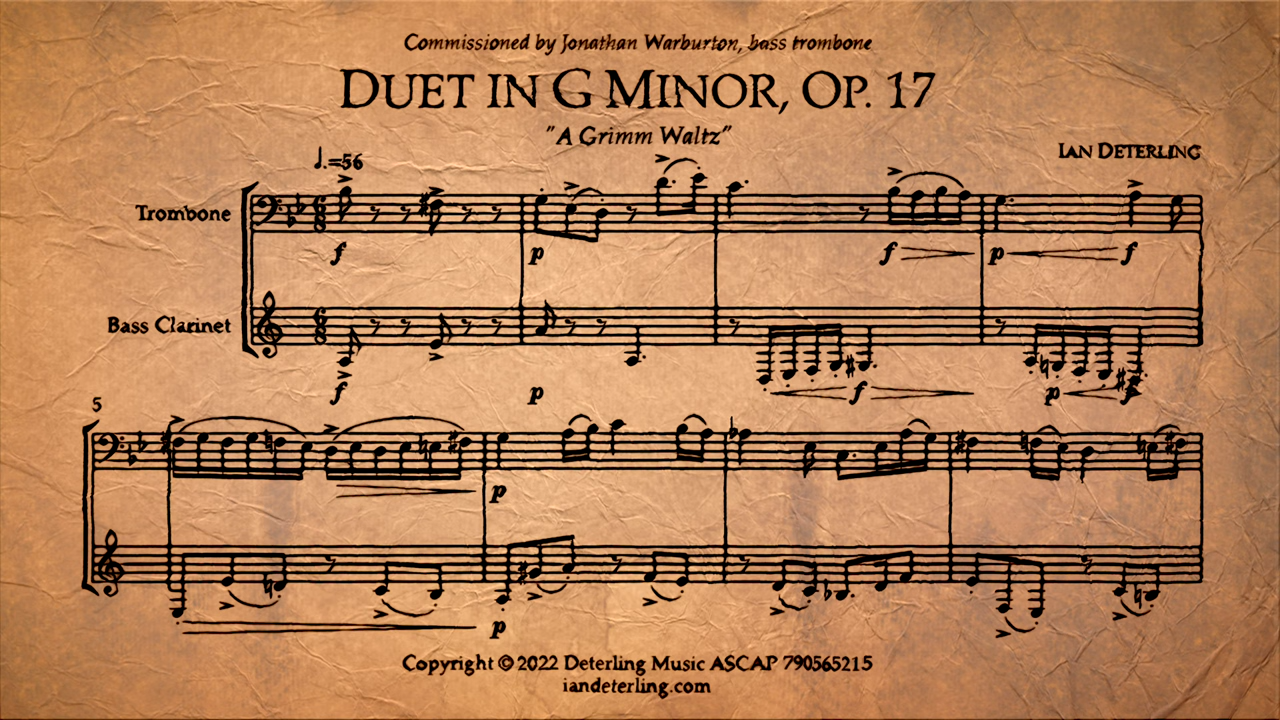 Commissioned by Jonathan Warburton, bass trombone
DUET IN G MINOR, OP. 17
"A Grimm Waltz"
♩.=56
IAN DETERLING
Trombone
f p f p f
Bass Clarinet
f p f p f
5
p
p
Copyright © 2022 Deterling Music ASCAP 790565215
iandeterling.com